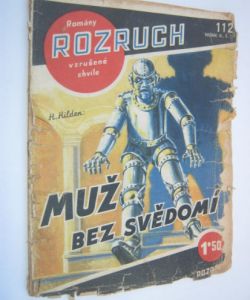 Romány
ROZRUCH
vzrušené
chvíle
112
H. Hilden:
MUŽ
BEZ SVĚDOMÍ
1·50